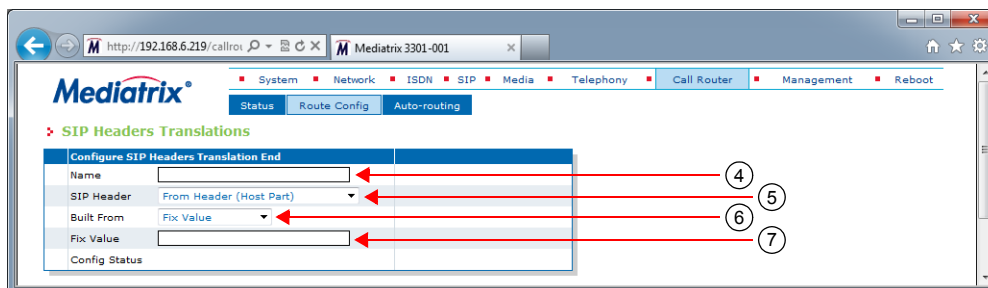 http://192.168.6.219/callrou
Mediatrix 3301-001
Mediatrix®
System Network ISDN SIP Media Telephony Call Router Management Reboot
Status Route Config Auto-routing
SIP Headers Translations
Configure SIP Headers Translation End
Name
4
SIP Header From Header (Host Part)
5
Built From Fix Value
6
Fix Value
7
Config Status